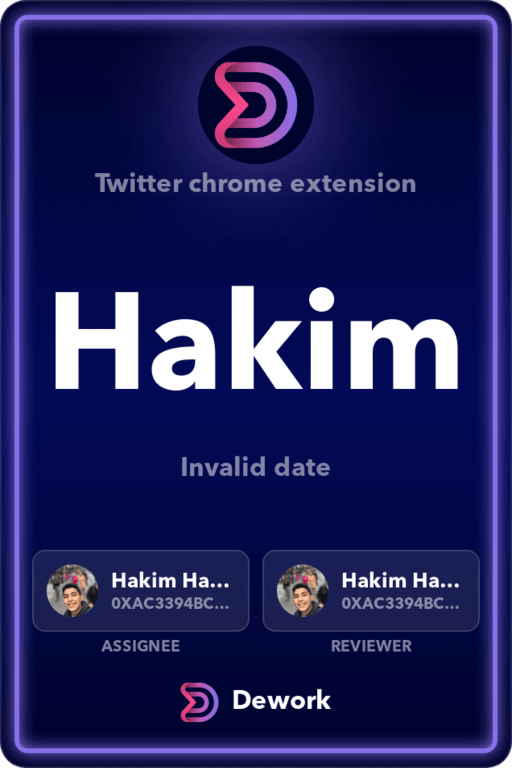 Twitter chrome extension
Hakim
Invalid date
Hakim Ha...
0XAC3394BC...
ASSIGNEE
Hakim Ha...
0XAC3394BC...
REVIEWER
Dework